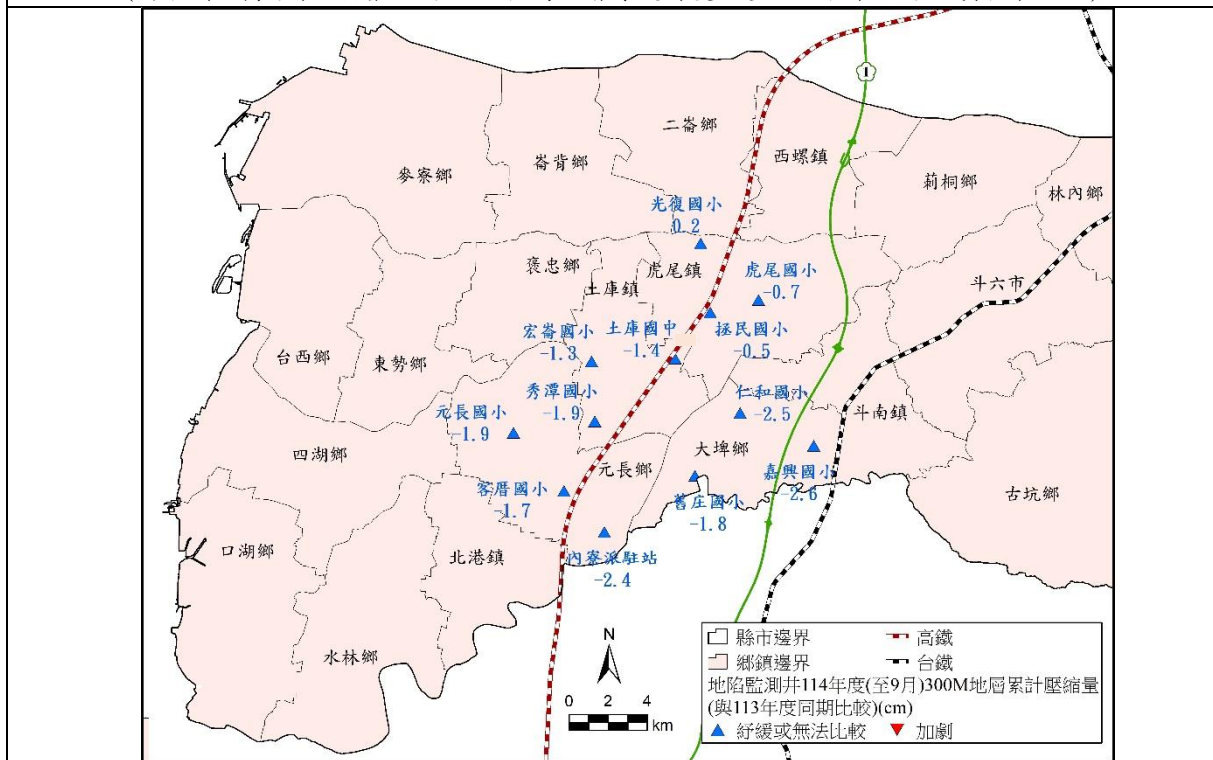 1
二崙鄉
西螺鎮
崙背鄉
麥寮鄉
莿桐鄉
林內鄉
光復國小
0.2
褒忠鄉
虎尾鎮
虎尾國小
-0.7
土庫鎮
斗六市
宏崙國小
-1.3
土庫國中
-1.4
拯民國小
-0.5
台西鄉
東勢鄉
秀潭國小
-1.9
仁和國小
-2.5
元長國小
-1.9
斗南鎮
四湖鄉
大埤鄉
元長鄉
嘉興國小
-2.6
客厝國小
-1.7
舊庄國小
-1.8
古坑鄉
口湖鄉
北港鎮
內寮派駐站
-2.4
水林鄉
N
0 2 4
km
縣市邊界 高鐵
鄉鎮邊界 台鐵
地陷監測井114年度(至9月)300M地層累計壓縮量
(與113年度同期比較)(cm)
紓緩或無法比較 加劇